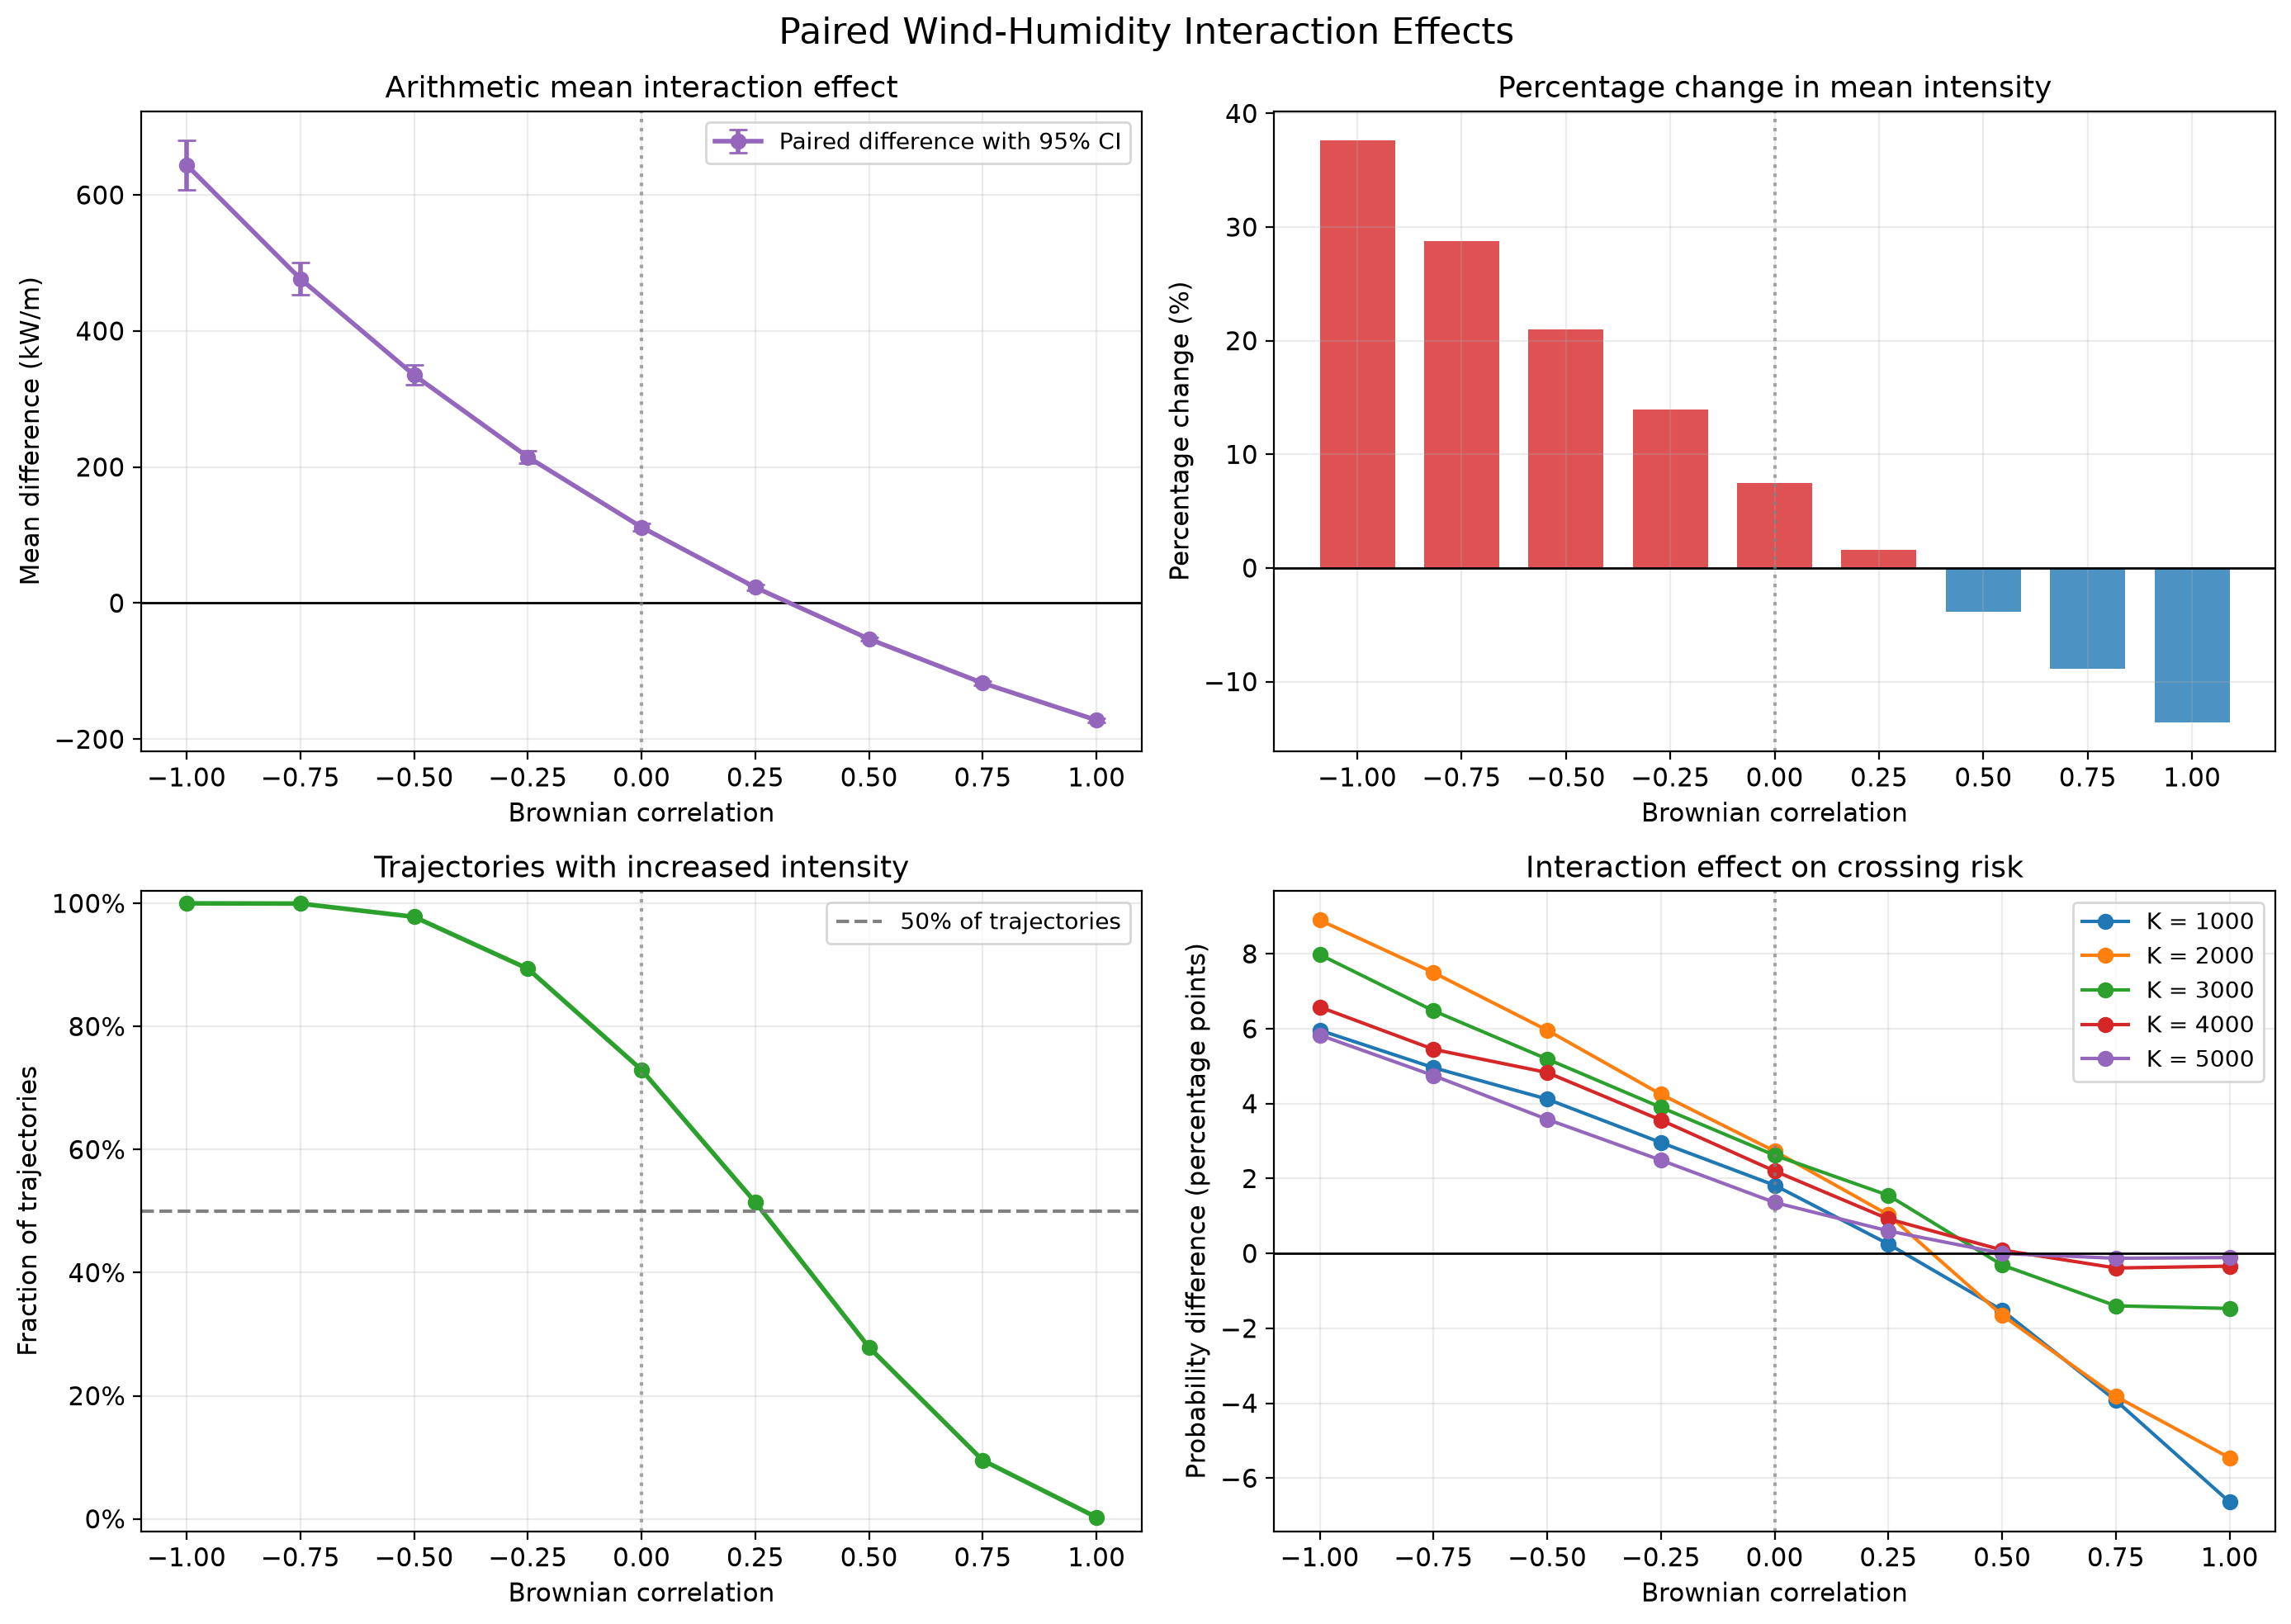 Paired Wind-Humidity Interaction Effects
Arithmetic mean interaction effect
Paired difference with 95% CI
Mean difference (kW/m)
600
400
200
0
−200
−1.00 −0.75 −0.50 −0.25 0.00 0.25 0.50 0.75 1.00
Brownian correlation
Percentage change in mean intensity
Percentage change (%)
40
30
20
10
0
−10
−1.00 −0.75 −0.50 −0.25 0.00 0.25 0.50 0.75 1.00
Brownian correlation
Trajectories with increased intensity
50% of trajectories
Fraction of trajectories
100%
80%
60%
40%
20%
0%
−1.00 −0.75 −0.50 −0.25 0.00 0.25 0.50 0.75 1.00
Brownian correlation
Interaction effect on crossing risk
K = 1000
K = 2000
K = 3000
K = 4000
K = 5000
Probability difference (percentage points)
8
6
4
2
0
−2
−4
−6
−1.00 −0.75 −0.50 −0.25 0.00 0.25 0.50 0.75 1.00
Brownian correlation